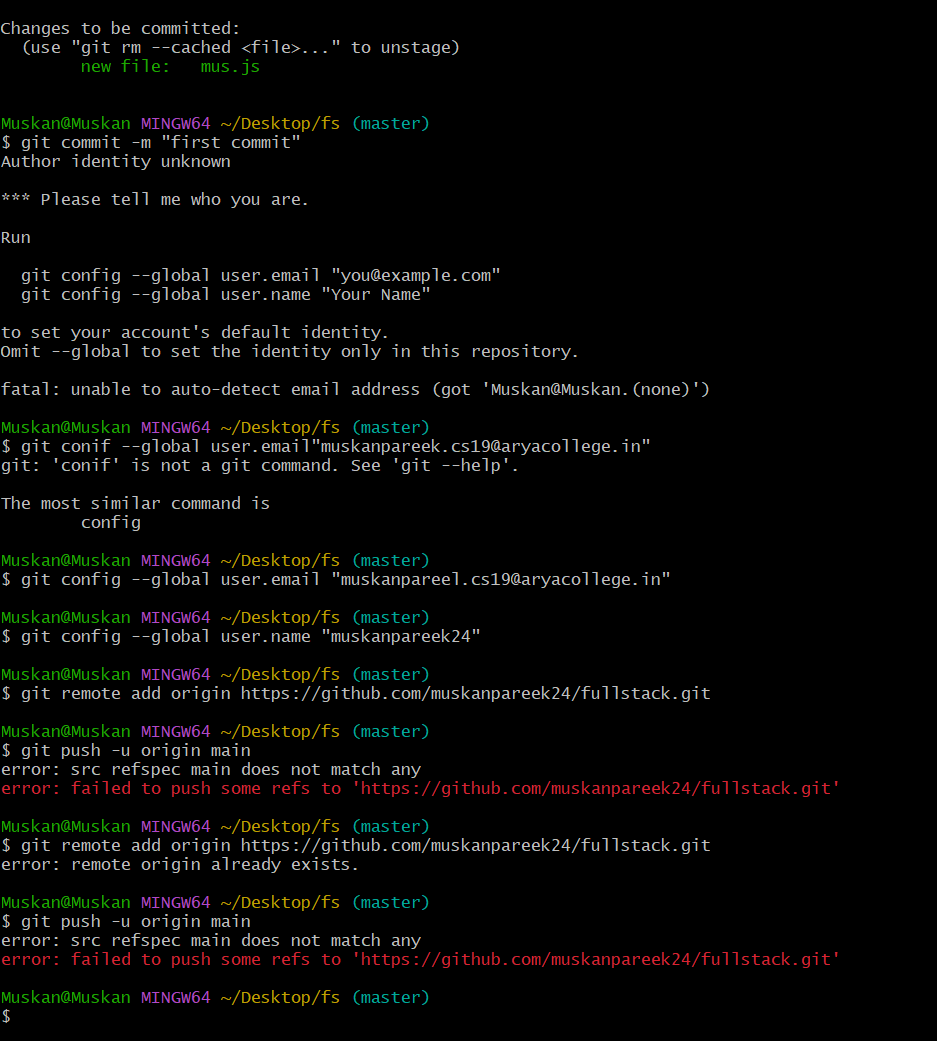 Changes to be committed:
  (use "git rm --cached <file>..." to unstage)
        new file:   mus.js
Muskan@Muskan MINGW64 ~/Desktop/fs (master)
$ git commit -m "first commit"
Author identity unknown
*** Please tell me who you are.
Run
  git config --global user.email "you@example.com"
  git config --global user.name "Your Name"
to set your account's default identity.
Omit --global to set the identity only in this repository.
fatal: unable to auto-detect email address (got 'Muskan@Muskan.(none)')
Muskan@Muskan MINGW64 ~/Desktop/fs (master)
$ git conif --global user.email"muskanpareek.cs19@aryacollege.in"
git: 'conif' is not a git command. See 'git --help'.
The most similar command is
        config
Muskan@Muskan MINGW64 ~/Desktop/fs (master)
$ git config --global user.email "muskanpareel.cs19@aryacollege.in"
Muskan@Muskan MINGW64 ~/Desktop/fs (master)
$ git config --global user.name "muskanpareek24"
Muskan@Muskan MINGW64 ~/Desktop/fs (master)
$ git remote add origin https://github.com/muskanpareek24/fullstack.git
Muskan@Muskan MINGW64 ~/Desktop/fs (master)
$ git push -u origin main
error: src refspec main does not match any
error: failed to push some refs to 'https://github.com/muskanpareek24/fullstack.git'
Muskan@Muskan MINGW64 ~/Desktop/fs (master)
$ git remote add origin https://github.com/muskanpareek24/fullstack.git
error: remote origin already exists.
Muskan@Muskan MINGW64 ~/Desktop/fs (master)
$ git push -u origin main
error: src refspec main does not match any
error: failed to push some refs to 'https://github.com/muskanpareek24/fullstack.git'
Muskan@Muskan MINGW64 ~/Desktop/fs (master)
$